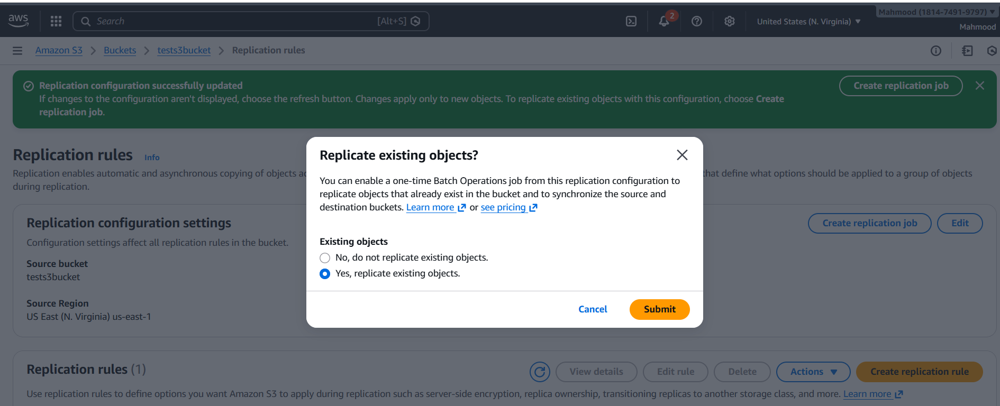 aws
Search [Alt+S]
2
United States (N. Virginia)
Mahmood (1814-7491-9797)
Mahmood
Amazon S3 > Buckets > tests3bucket > Replication rules
Replication configuration successfully updated
If changes to the configuration aren't displayed, choose the refresh button. Changes apply only to new objects. To replicate existing objects with this configuration, choose Create
replication job.
Create replication job
Replication rules Info
Replication enables automatic and asynchronous copying of objects
that define what options should be applied to a group of objects
during replication.
Replicate existing objects?
You can enable a one-time Batch Operations job from this replication configuration to
replicate objects that already exist in the bucket and to synchronize the source and
destination buckets. Learn more or see pricing
Existing objects
No, do not replicate existing objects.
Yes, replicate existing objects.
Cancel Submit
Replication configuration settings
Create replication job Edit
Configuration settings affect all replication rules in the bucket.
Source bucket
tests3bucket
Source Region
US East (N. Virginia) us-east-1
Replication rules (1)
View details Edit rule Delete Actions Create replication rule
Use replication rules to define options you want Amazon S3 to apply during replication such as server-side encryption, replica ownership, transitioning replicas to another storage class, and more. Learn more